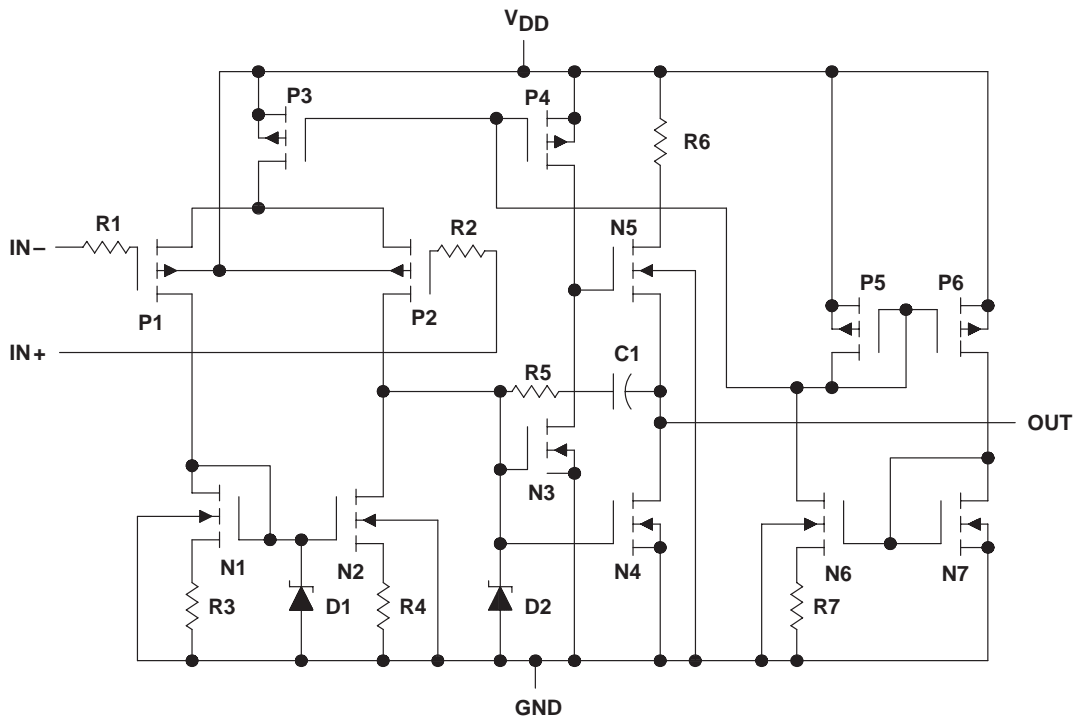 VDD
P3
P4
R6
R1
R2
N5
IN−
P5
P6
P1
P2
IN+
R5
C1
OUT
N3
N1
N2
N4
N6
N7
R3
D1
R4
D2
R7
GND